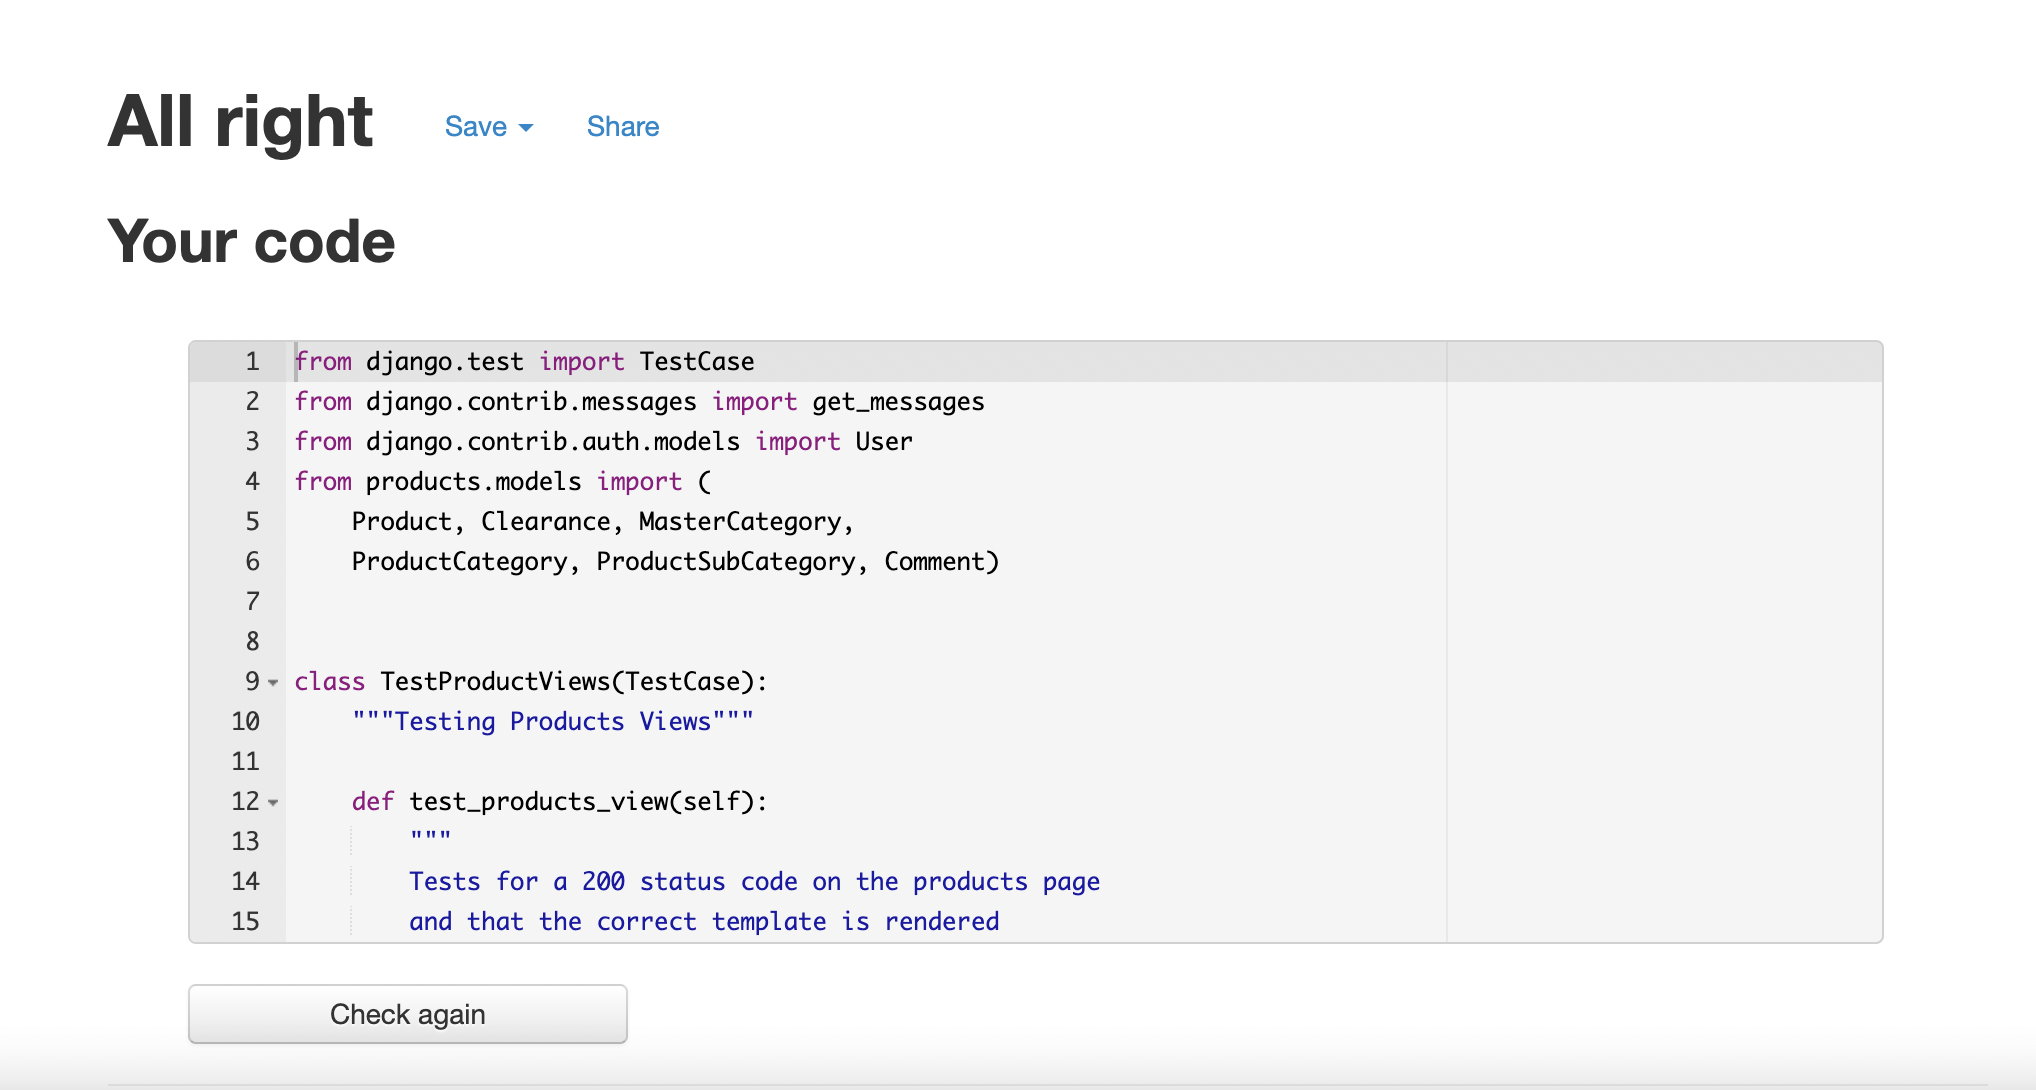 All right Save Share
Your code
1 from django.test import TestCase
2 from django.contrib.messages import get_messages
3 from django.contrib.auth.models import User
4 from products.models import (
5     Product, Clearance, MasterCategory,
6     ProductCategory, ProductSubCategory, Comment)
7
8
9 class TestProductViews(TestCase):
10     """Testing Products Views"""
11
12     def test_products_view(self):
13         """
14         Tests for a 200 status code on the products page
15         and that the correct template is rendered
Check again